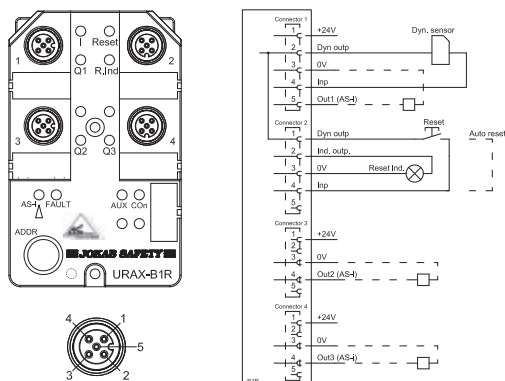 I Reset
1 2
Q1 R.Ind
3 4
Q2 Q3
AS-I FAULT AUX COn
ADDR
JOKAB SAFETY
URAX-B1R
4 1
5
3 2
Connector 1
1 +24V
Dyn. sensor
2 Dyn outp
3 0V
4 Inp
5 Out1 (AS-I)
Connector 2
1 Dyn outp
Reset
Auto reset
2 Ind. outp.
3 0V
Reset Ind.
4 Inp
5
Connector 3
1 +24V
2
3 0V
4 Out2 (AS-I)
5
Connector 4
1 +24V
2
3 0V
4 Out3 (AS-i)
5